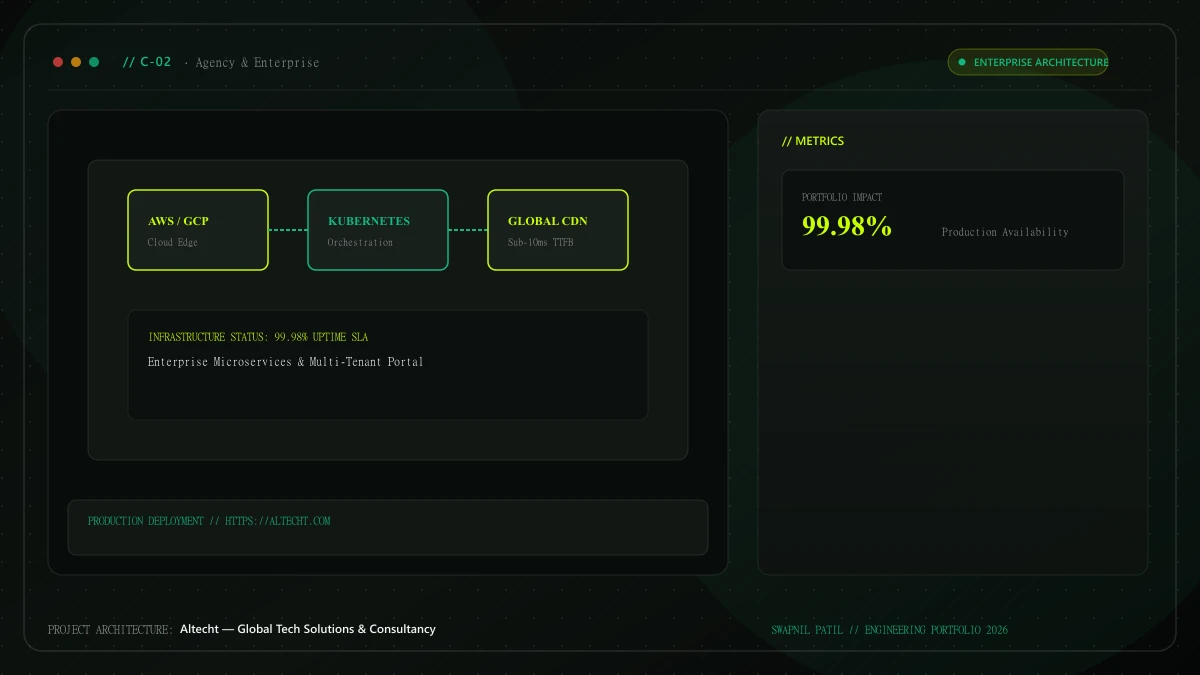 // C-02 · Agency & Enterprise
ENTERPRISE ARCHITECTURE
AWS / GCP
Cloud Edge
KUBERNETES
Orchestration
GLOBAL CDN
Sub-10ms TTFB
INFRASTRUCTURE STATUS: 99.98% UPTIME SLA
Enterprise Microservices & Multi-Tenant Portal
PRODUCTION DEPLOYMENT // HTTPS://ALTECHT.COM
// METRICS
PORTFOLIO IMPACT
99.98% Production Availability
PROJECT ARCHITECTURE: Altecht — Global Tech Solutions & Consultancy
SWAPNIL PATIL // ENGINEERING PORTFOLIO 2026